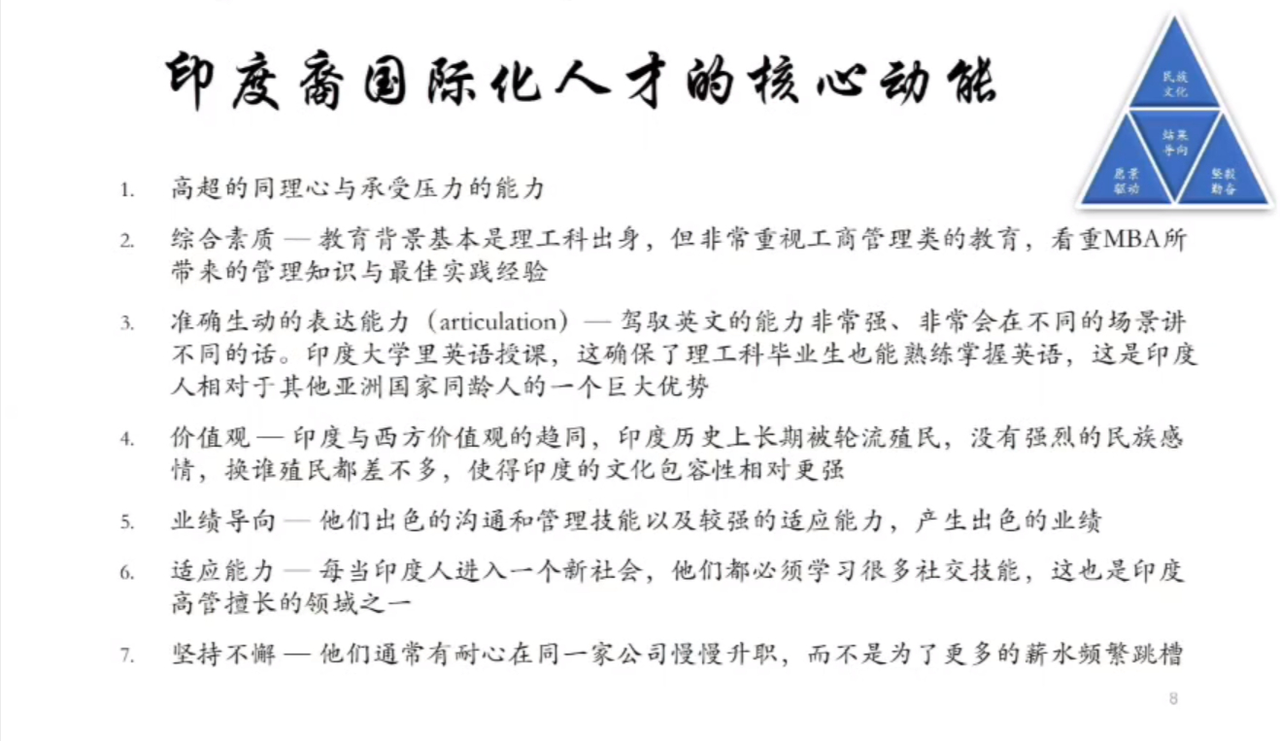 印度裔国际化人才的核心动能
民族
文化
结果
导向
愿景
驱动
坚毅
勤奋
1. 高超的同理心与承受压力的能力
2. 综合素质 — 教育背景基本是理工科出身，但非常重视工商管理类的教育，看重MBA所
带来的管理知识与最佳实践经验
3. 准确生动的表达能力（articulation）— 驾驭英文的能力非常强、非常会在不同的场景讲
不同的话。印度大学里英语授课，这确保了理工科毕业生也能熟练掌握英语，这是印度
人相对于其他亚洲国家同龄人的一个巨大优势
4. 价值观 — 印度与西方价值观的趋同，印度历史上长期被轮流殖民，没有强烈的民族感
情，换谁殖民都差不多，使得印度的文化包容性相对更强
5. 业绩导向 — 他们出色的沟通和管理技能以及较强的适应能力，产生出色的业绩
6. 适应能力 — 每当印度人进入一个新社会，他们都必须学习很多社交技能，这也是印度
高管擅长的领域之一
7. 坚持不懈 — 他们通常有耐心在同一家公司慢慢升职，而不是为了更多的薪水频繁跳槽
8